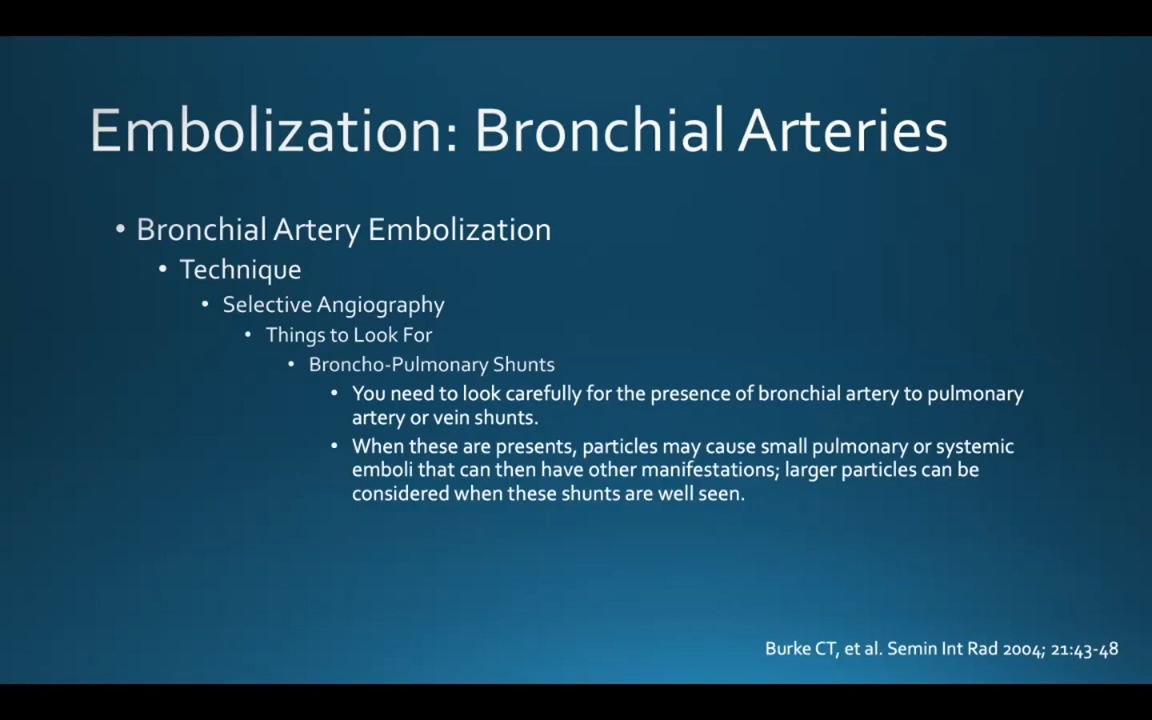 Embolization: Bronchial Arteries
• Bronchial Artery Embolization
• Technique
• Selective Angiography
• Things to Look For
• Broncho-Pulmonary Shunts
• You need to look carefully for the presence of bronchial artery to pulmonary
artery or vein shunts.
• When these are presents, particles may cause small pulmonary or systemic
emboli that can then have other manifestations; larger particles can be
considered when these shunts are well seen.
Burke CT, et al. Semin Int Rad 2004; 21:43-48